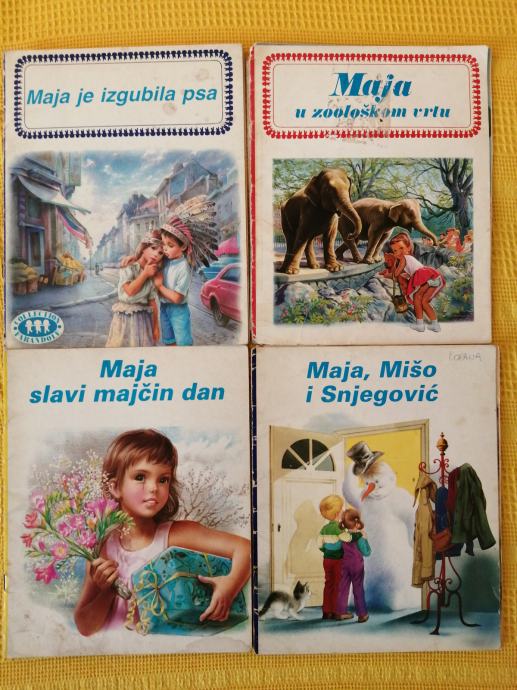 Maja je izgubila psa
Maja
u zoološkom vrtu
COLLECTION
FARANDOLE
Maja
slavi majčin dan
Maja, Mišo
i Snjegović